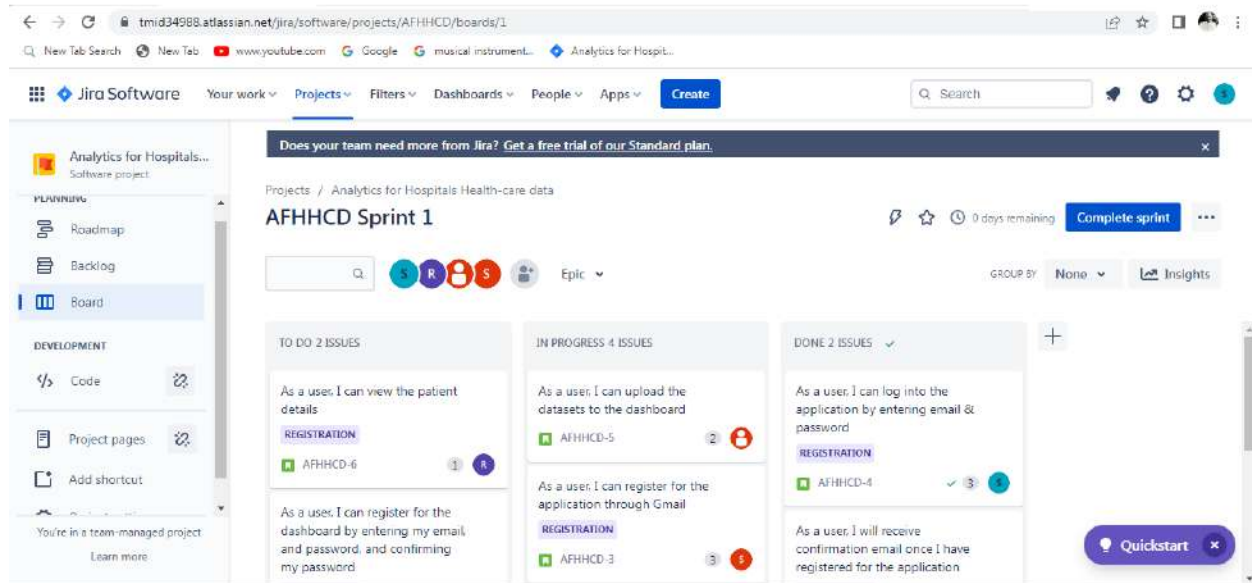 tmid34988.atlassian.net/jira/software/projects/AFHHCD/boards/1
New Tab Search New Tab www.youtube.com Google musical instrument... Analytics for Hospit...
Jira Software Your work Projects Filters Dashboards People Apps Create Search S
Does your team need more from Jira? Get a free trial of our Standard plan.
Analytics for Hospitals...
Software project
PLANNING
Roadmap
Backlog
Board
DEVELOPMENT
Code
Project pages
Add shortcut
You're in a team-managed project
Learn more
Projects / Analytics for Hospitals Health-care data
AFHHCD Sprint 1
0 days remaining Complete sprint
S R S Epic
GROUP BY None Insights
TO DO 2 ISSUES
As a user, I can view the patient
details
REGISTRATION
AFHHCD-6 1 R
As a user, I can register for the
dashboard by entering my email,
and password, and confirming
my password
IN PROGRESS 4 ISSUES
As a user, I can upload the
datasets to the dashboard
AFHHCD-5 2
As a user, I can register for the
application through Gmail
REGISTRATION
AFHHCD-3 3 S
DONE 2 ISSUES
As a user, I can log into the
application by entering email &
password
REGISTRATION
AFHHCD-4 3 S
As a user, I will receive
confirmation email once I have
registered for the application
Quickstart